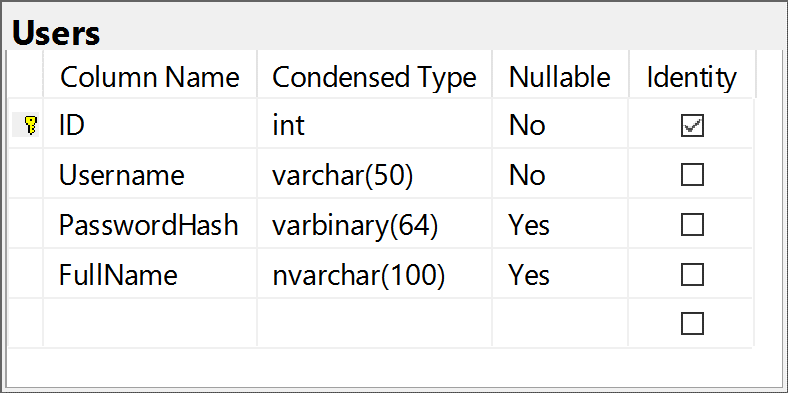 Users
Column Name Condensed Type Nullable Identity
ID int No
Username varchar(50) No
PasswordHash varbinary(64) Yes
FullName nvarchar(100) Yes